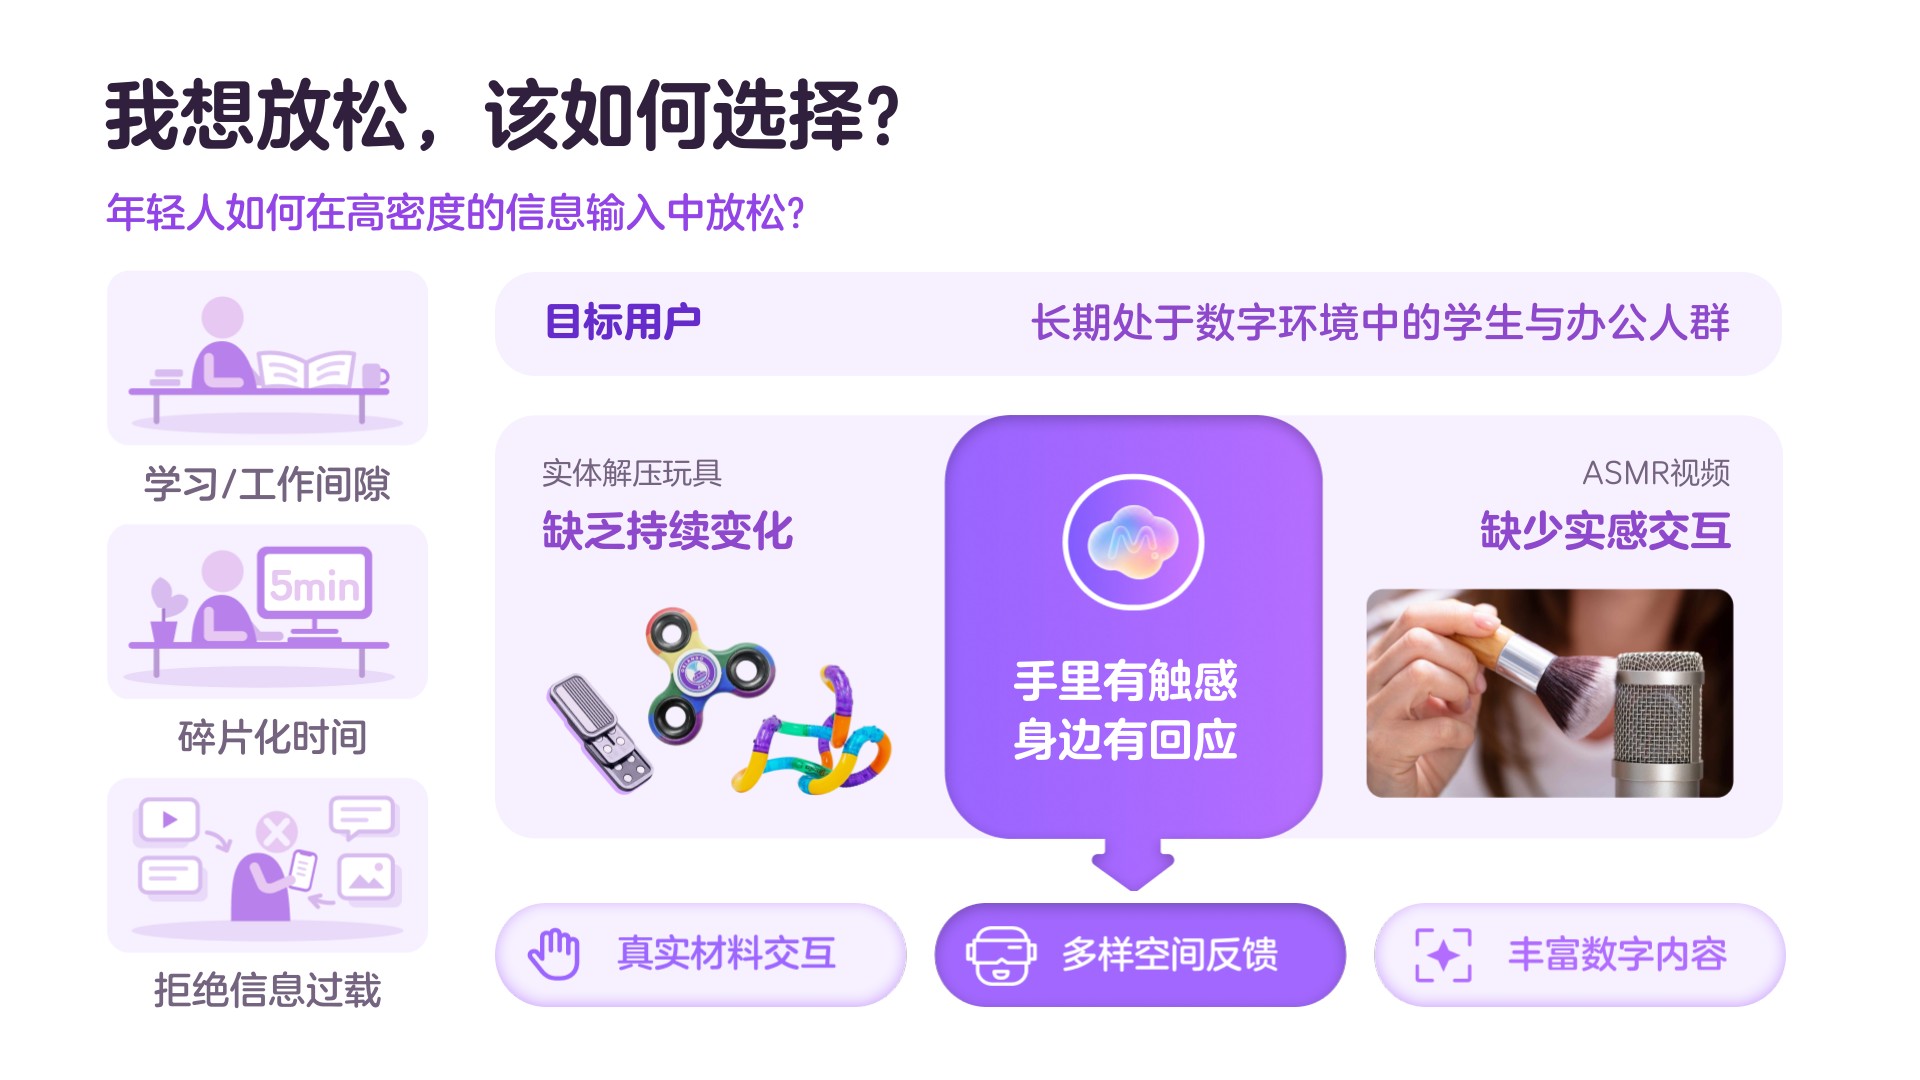 我想放松，该如何选择?
年轻人如何在高密度的信息输入中放松?
学习/工作间隙
5min
碎片化时间
拒绝信息过载
目标用户
长期处于数字环境中的学生与办公人群
实体解压玩具
缺乏持续变化
M
手里有触感
身边有回应
ASMR视频
缺少实感交互
真实材料交互
多样空间反馈
丰富数字内容